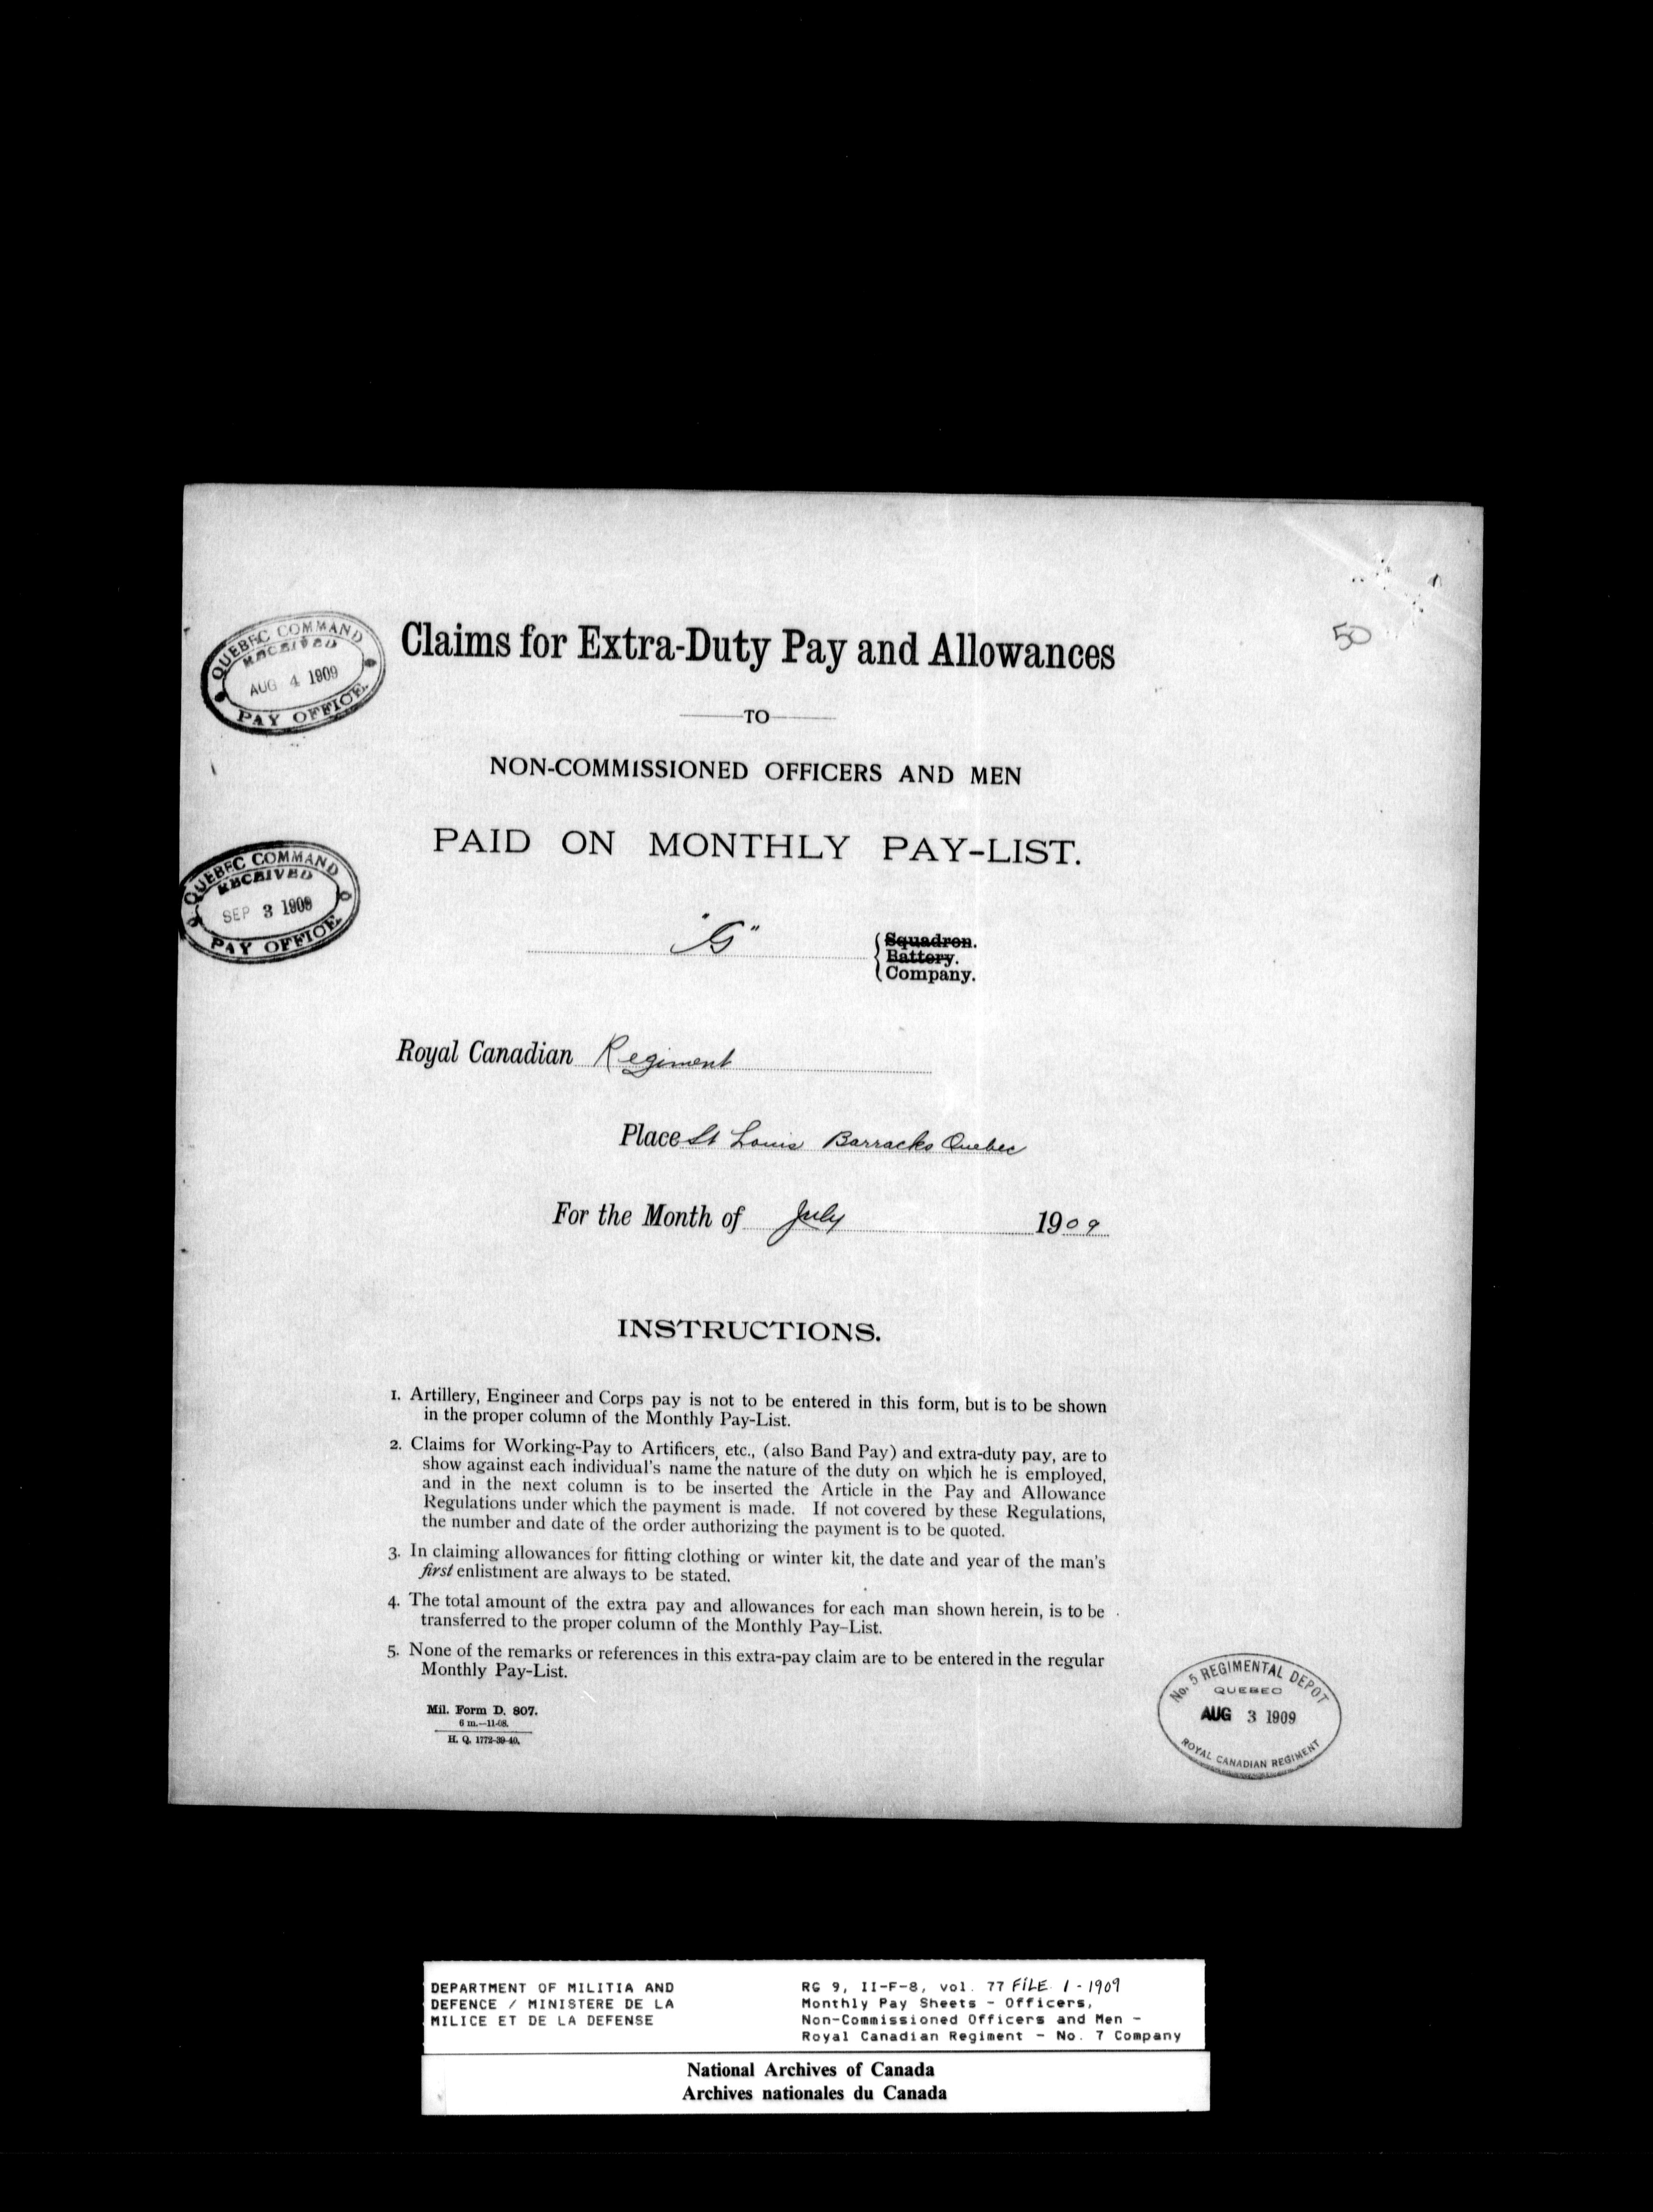 50
QUEBEC COMMAND
RECEIVED
AUG 4 1909
PAY OFFICE
Claims for Extra-Duty Pay and Allowances
TO
NON-COMMISSIONED OFFICERS AND MEN
PAID ON MONTHLY PAY-LIST.
QUEBEC COMMAND
RECEIVED
SEP 3 1909
PAY OFFICE
"G"
Squadron.
Battery.
Company.
Royal Canadian Regiment
Place St Louis Barracks Quebec
For the Month of July 1909
INSTRUCTIONS.
1. Artillery, Engineer and Corps pay is not to be entered in this form, but is to be shown
in the proper column of the Monthly Pay-List.
2. Claims for Working-Pay to Artificers, etc., (also Band Pay) and extra-duty pay, are to
show against each individual's name the nature of the duty on which he is employed,
and in the next column is to be inserted the Article in the Pay and Allowance
Regulations under which the payment is made. If not covered by these Regulations,
the number and date of the order authorizing the payment is to be quoted.
3. In claiming allowances for fitting clothing or winter kit, the date and year of the man's
first enlistment are always to be stated.
4. The total amount of the extra pay and allowances for each man shown herein, is to be
transferred to the proper column of the Monthly Pay-List.
5. None of the remarks or references in this extra-pay claim are to be entered in the regular
Monthly Pay-List.
Mil. Form D. 807.
6 m.—11-08.
H. Q. 1772-39-40.
No. 5 REGIMENTAL DEPOT
QUEBEC
AUG 3 1909
ROYAL CANADIAN REGIMENT
DEPARTMENT OF MILITIA AND
DEFENCE / MINISTERE DE LA
MILICE ET DE LA DEFENSE
RG 9, II-F-8, vol. 77 FILE 1 - 1909
Monthly Pay Sheets - Officers,
Non-Commissioned Officers and Men -
Royal Canadian Regiment - No. 7 Company
National Archives of Canada
Archives nationales du Canada